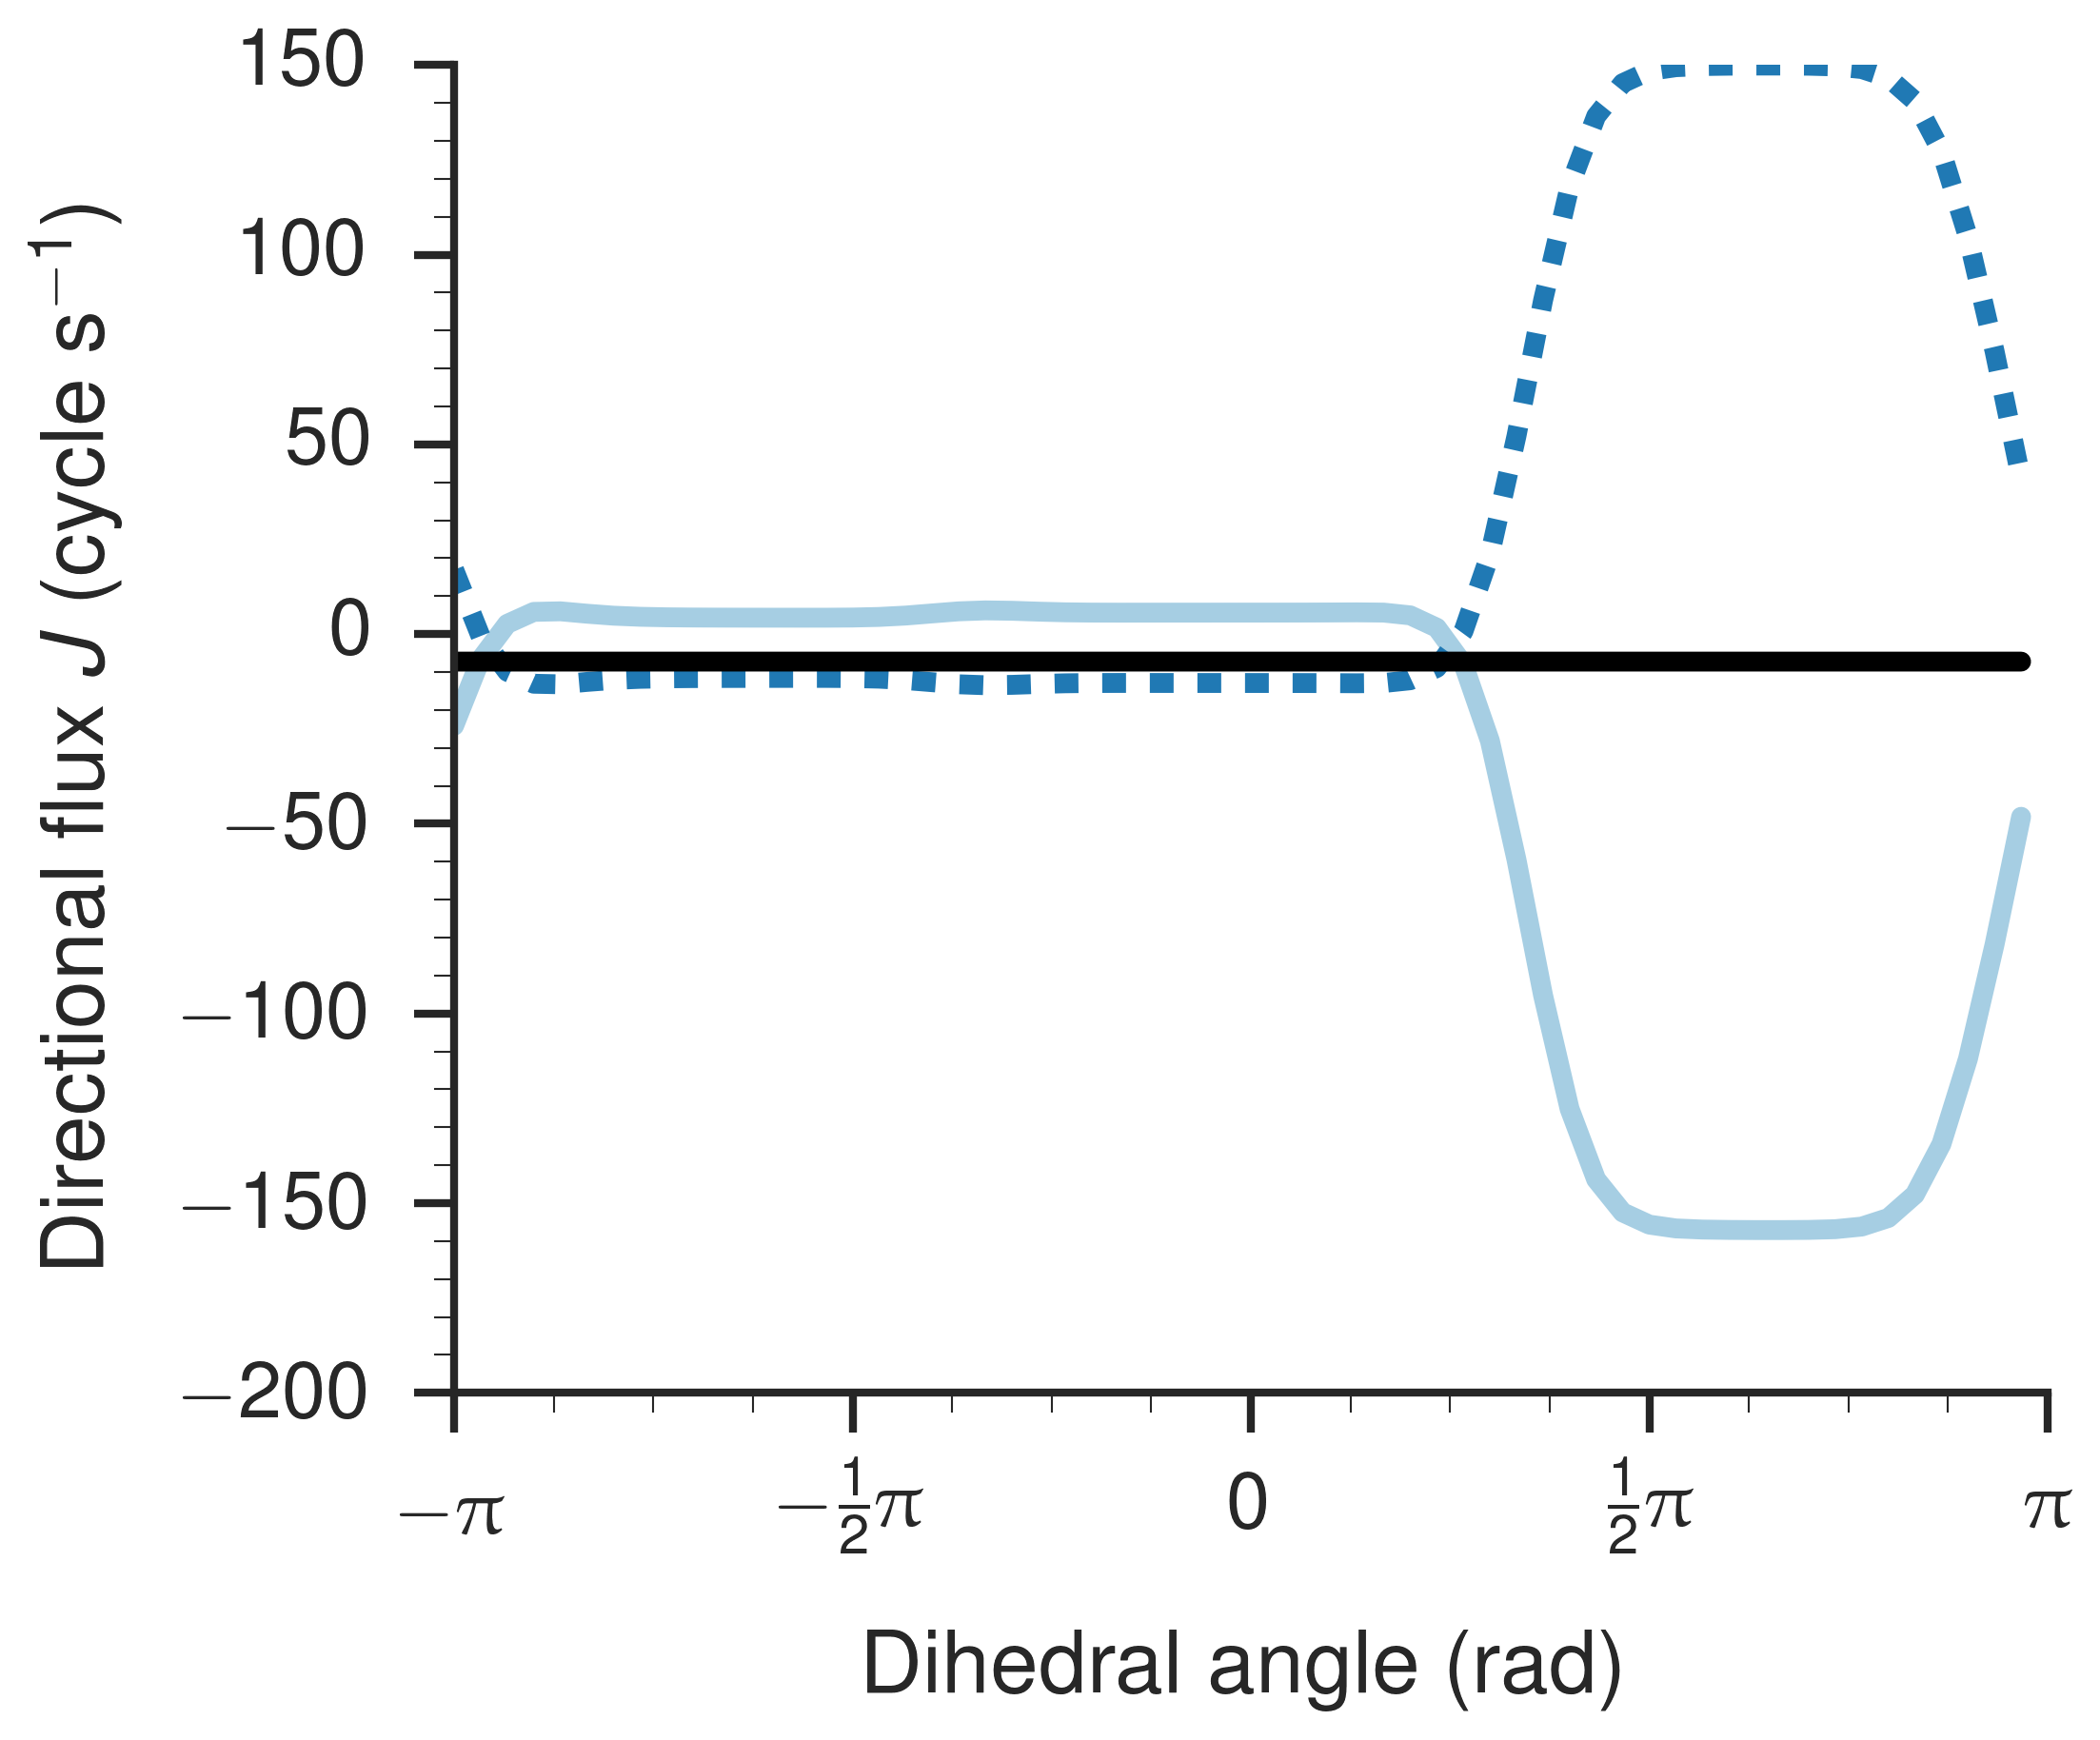 Directional flux J (cycle s⁻¹)
150
100
50
0
−50
−100
−150
−200
−π
−½π
0
½π
π
Dihedral angle (rad)